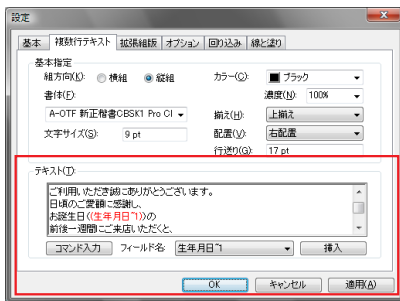 設定
基本 複数行テキスト 拡張組版 オプション 回り込み 線と塗り
基本指定
組方向(K): 横組 縦組 カラー(C): ブラック
書体(F): 濃度(N): 100%
A-OTF 新正楷書CBSK1 Pro Cl 揃え(H): 上揃え
文字サイズ(S): 9 pt 配置(V): 右配置
行送り(G): 17 pt
テキスト(T):
ご利用いただき誠にありがとうございます。
日頃のご愛顧に感謝し、
お誕生日((生年月日^1))の
前後一週間にご来店いただくと、
コマンド入力 フィールド名: 生年月日^1 挿入
OK キャンセル 適用(A)